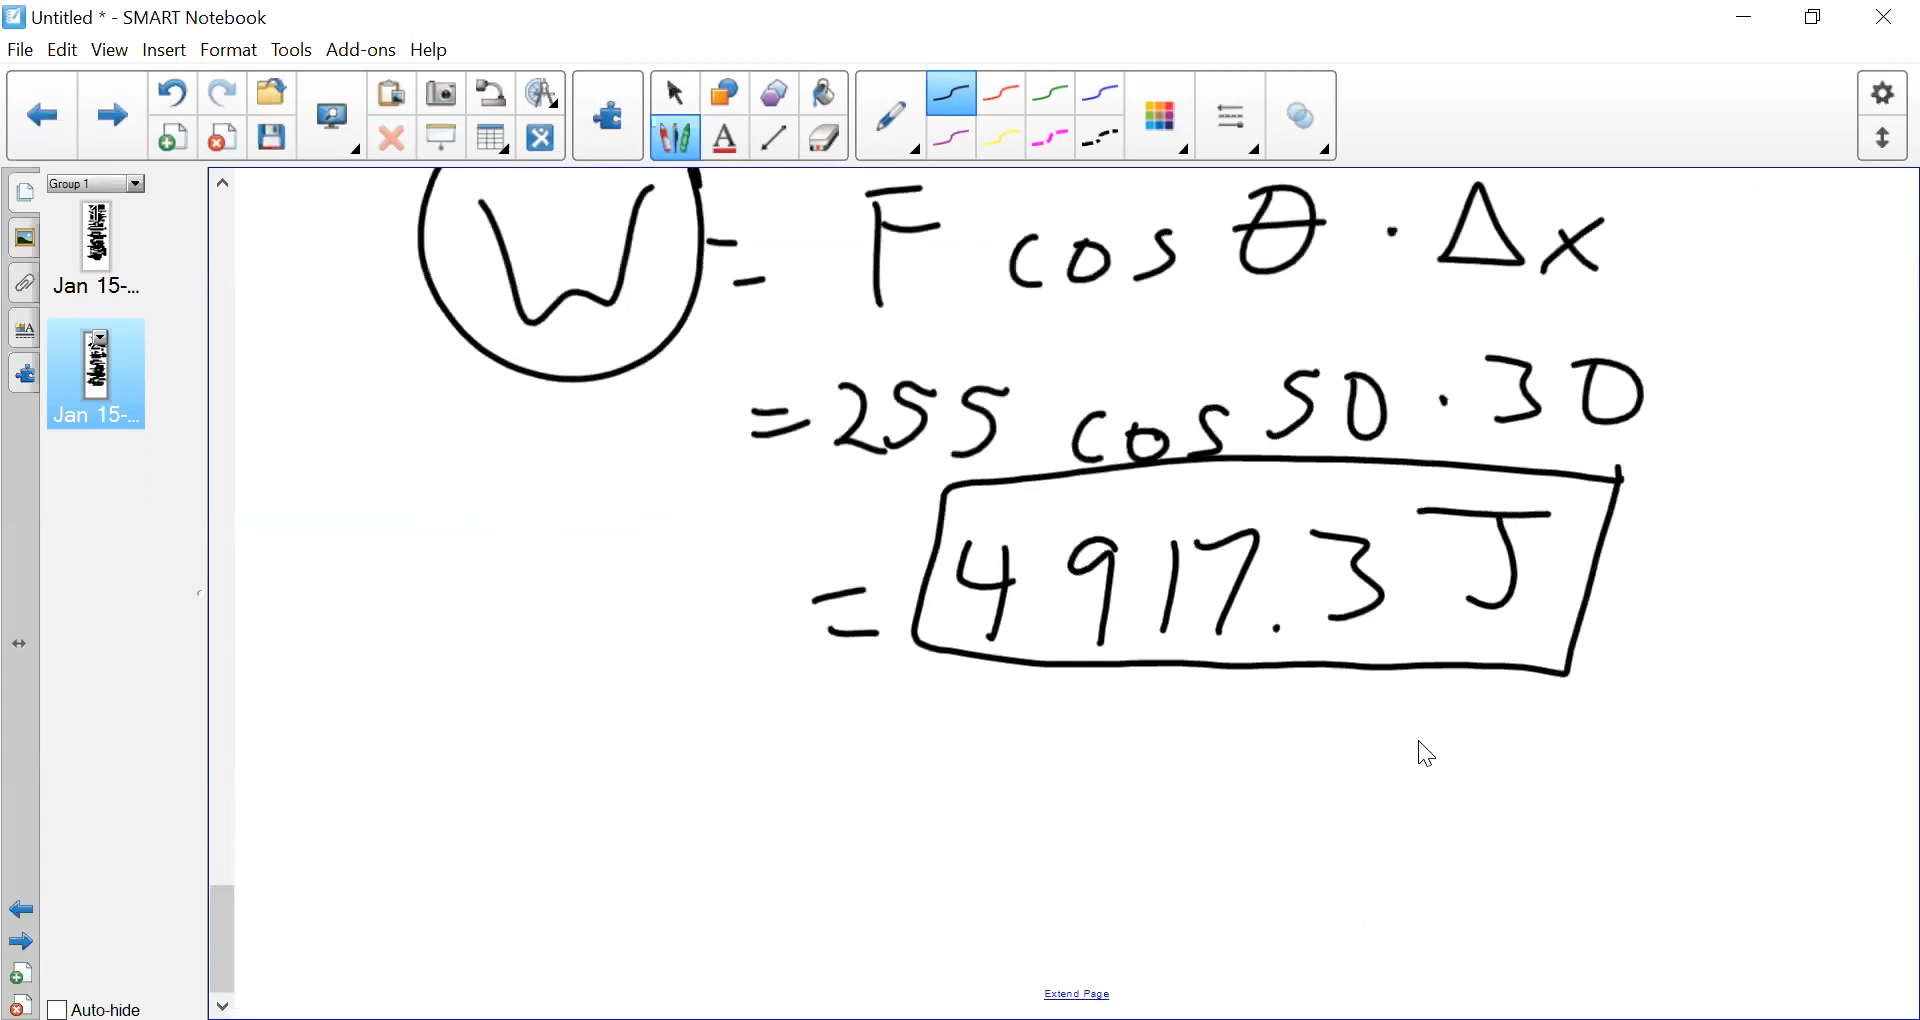 Untitled * - SMART Notebook
File Edit View Insert Format Tools Add-ons Help
Group 1
Jan 15-...
Jan 15-...
W = F cos θ · Δx
= 255 cos 50 · 30
= 4917.3 J
Extend Page
Auto-hide